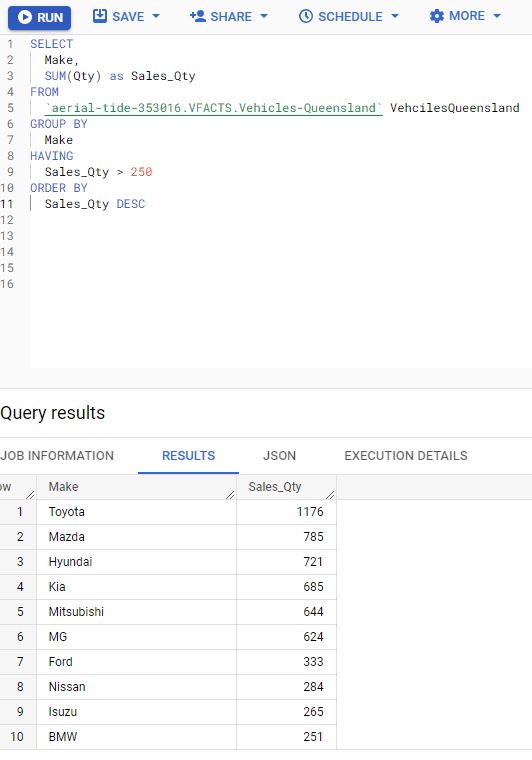 RUN SAVE SHARE SCHEDULE MORE
1 SELECT
2 Make,
3 SUM(Qty) as Sales_Qty
4 FROM
5 `aerial-tide-353016.VFACTS.Vehicles-Queensland` VehcilesQueensland
6 GROUP BY
7 Make
8 HAVING
9 Sales_Qty > 250
10 ORDER BY
11 Sales_Qty DESC
12
13
14
15
16
Query results
JOB INFORMATION RESULTS JSON EXECUTION DETAILS
ow Make Sales_Qty
1 Toyota 1176
2 Mazda 785
3 Hyundai 721
4 Kia 685
5 Mitsubishi 644
6 MG 624
7 Ford 333
8 Nissan 284
9 Isuzu 265
10 BMW 251